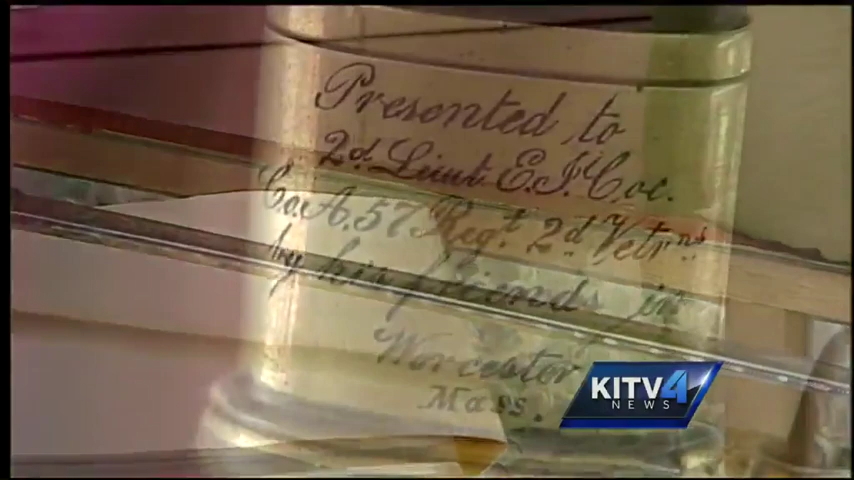 Presented to
2d. Lieut E.J. Coe.
Co. A. 57 Regt. 2d Vetrns
by his friends in
Worcester
Mass.
KITV4
NEWS